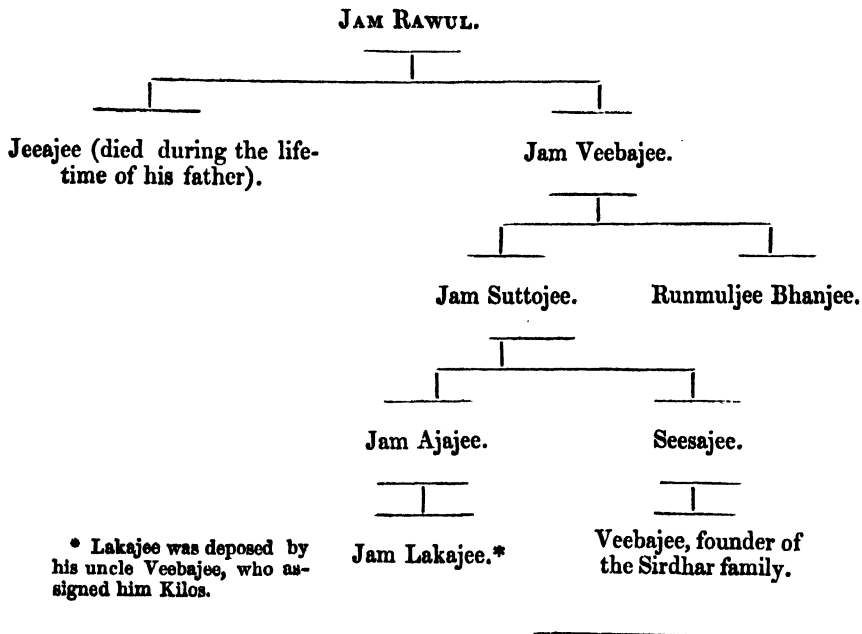 JAM RAWUL.
Jeeajee (died during the life-
time of his father).
Jam Veebajee.
Jam Suttojee.
Runmuljee Bhanjee.
Jam Ajajee.
Seesajee.
* Lakajee was deposed by
his uncle Veebajee, who as-
signed him Kilos.
Jam Lakajee.*
Veebajee, founder of
the Sirdhar family.